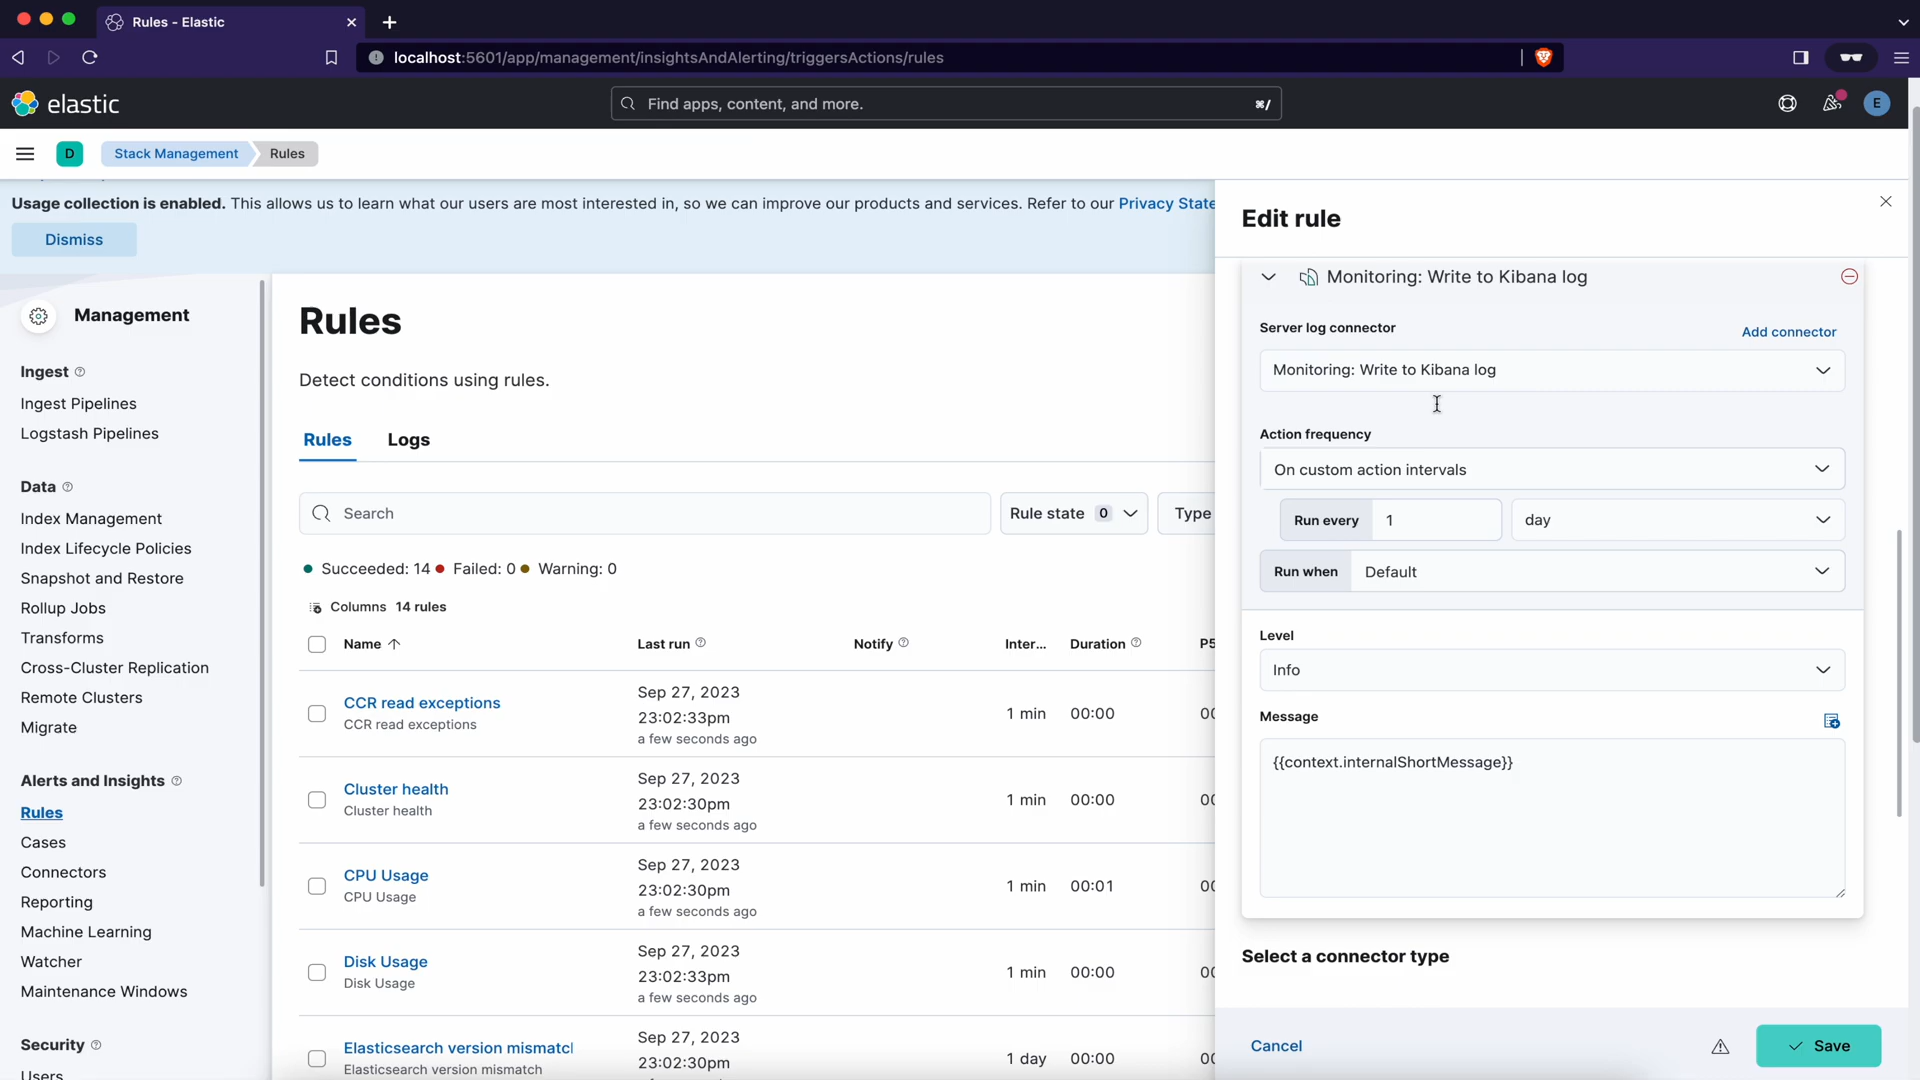 Rules - Elastic
localhost:5601/app/management/insightsAndAlerting/triggersActions/rules
elastic
Find apps, content, and more.
⌘/
E
D
Stack Management
Rules
Usage collection is enabled. This allows us to learn what our users are most interested in, so we can improve our products and services. Refer to our Privacy State
Dismiss
Management
Ingest
Ingest Pipelines
Logstash Pipelines
Data
Index Management
Index Lifecycle Policies
Snapshot and Restore
Rollup Jobs
Transforms
Cross-Cluster Replication
Remote Clusters
Migrate
Alerts and Insights
Rules
Cases
Connectors
Reporting
Machine Learning
Watcher
Maintenance Windows
Security
Users
Rules
Detect conditions using rules.
Rules Logs
Search
Rule state 0
Type
Succeeded: 14 Failed: 0 Warning: 0
Columns 14 rules
Name Last run Notify Inter... Duration P5
CCR read exceptions
CCR read exceptions
Sep 27, 2023
23:02:33pm
a few seconds ago
1 min 00:00 00
Cluster health
Cluster health
Sep 27, 2023
23:02:30pm
a few seconds ago
1 min 00:00 00
CPU Usage
CPU Usage
Sep 27, 2023
23:02:30pm
a few seconds ago
1 min 00:01 00
Disk Usage
Disk Usage
Sep 27, 2023
23:02:33pm
a few seconds ago
1 min 00:00 00
Elasticsearch version mismatch
Elasticsearch version mismatch
Sep 27, 2023
23:02:30pm
1 day 00:00 00
Edit rule
Monitoring: Write to Kibana log
Server log connector
Add connector
Monitoring: Write to Kibana log
Action frequency
On custom action intervals
Run every 1 day
Run when Default
Level
Info
Message
{{context.internalShortMessage}}
Select a connector type
Cancel
Save